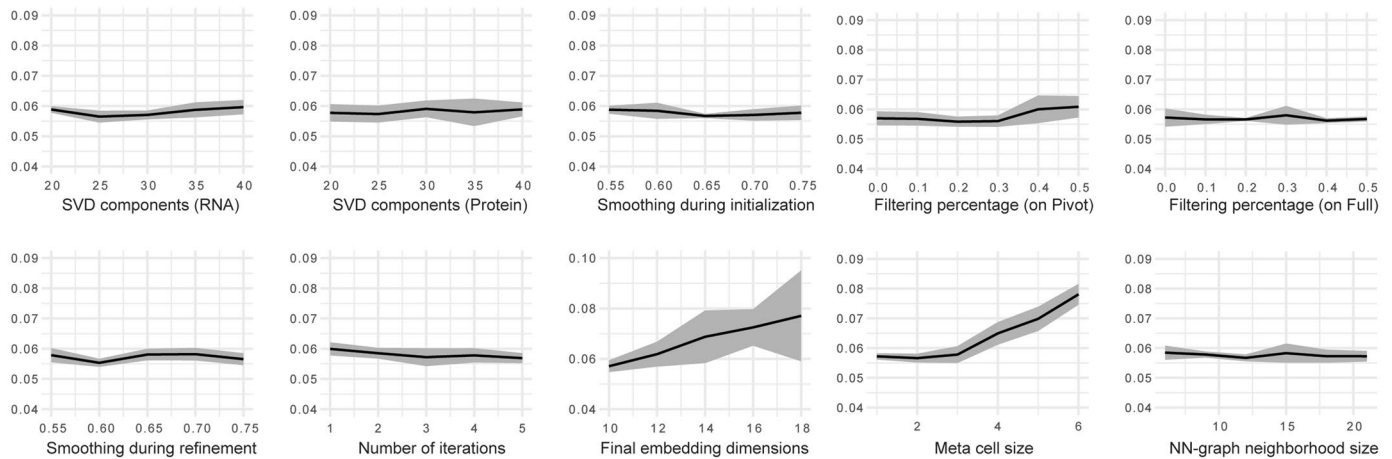 0.09 0.09 0.09 0.09 0.09
0.08 0.08 0.08 0.08 0.08
0.07 0.07 0.07 0.07 0.07
0.06 0.06 0.06 0.06 0.06
0.05 0.05 0.05 0.05 0.05
0.04 0.04 0.04 0.04 0.04
20 25 30 35 40 20 25 30 35 40 0.55 0.60 0.65 0.70 0.75 0.0 0.1 0.2 0.3 0.4 0.5 0.0 0.1 0.2 0.3 0.4 0.5
SVD components (RNA) SVD components (Protein) Smoothing during initialization Filtering percentage (on Pivot) Filtering percentage (on Full)
0.09 0.09 0.10 0.09 0.09
0.08 0.08 0.08 0.08 0.08
0.07 0.07 0.07 0.07
0.06 0.06 0.06 0.06 0.06
0.05 0.05 0.05 0.05
0.04 0.04 0.04 0.04 0.04
0.55 0.60 0.65 0.70 0.75 1 2 3 4 5 10 12 14 16 18 2 4 6 10 15 20
Smoothing during refinement Number of iterations Final embedding dimensions Meta cell size NN-graph neighborhood size